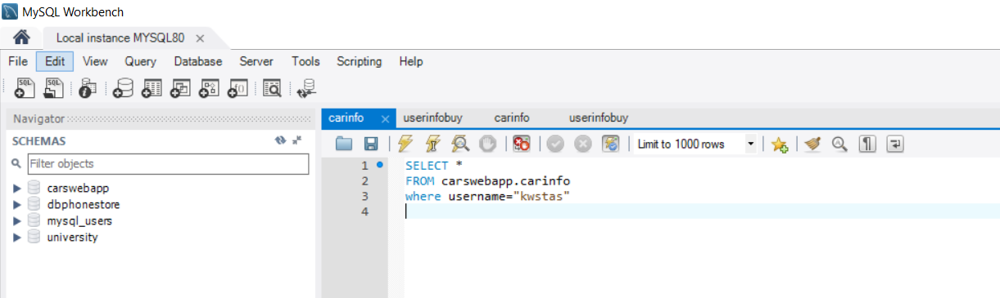 MySQL Workbench
Local instance MYSQL80
File Edit View Query Database Server Tools Scripting Help
SQL SQL
Navigator
carinfo userinfobuy carinfo userinfobuy
SCHEMAS
Limit to 1000 rows
Filter objects
carswebapp
dbphonestore
mysql_users
university
1 SELECT *
2 FROM carswebapp.carinfo
3 where username="kwstas"
4